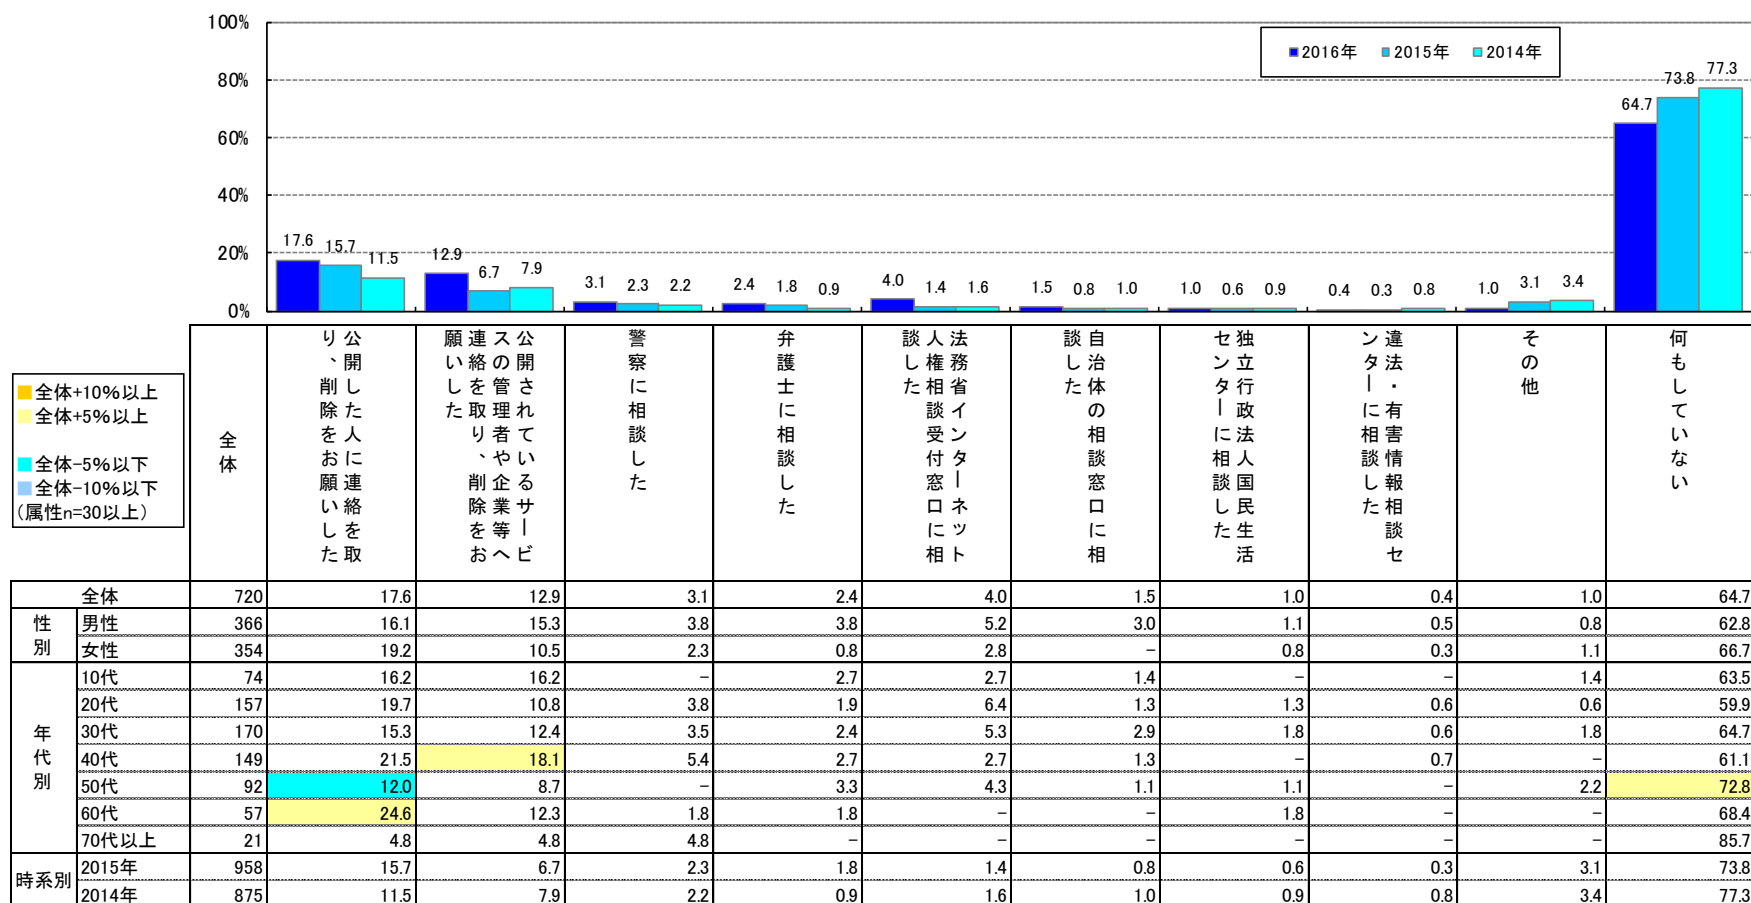 100%
80%
60%
40%
20%
0%
■2016年 ■2015年 ■2014年
17.6 15.7 11.5
12.9 6.7 7.9
3.1 2.3 2.2
2.4 1.8 0.9
4.0 1.4 1.6
1.5 0.8 1.0
1.0 0.6 0.9
0.4 0.3 0.8
1.0 3.1 3.4
64.7 73.8 77.3
■全体+10%以上
■全体+5%以上
■全体-5%以下
■全体-10%以下
(属性n=30以上)
全体
公開した人に連絡を取
り、削除をお願いした
公開されているサービ
スの管理者や企業等へ
連絡を取り、削除をお
願いした
警察に相談した
弁護士に相談した
法務省インターネット
人権相談受付窓口に相
談した
自治体の相談窓口に相
談した
独立行政法人国民生活
センターに相談した
違法・有害情報相談セ
ンターに相談した
その他
何もしていない
全体 720 17.6 12.9 3.1 2.4 4.0 1.5 1.0 0.4 1.0 64.7
性別
男性 366 16.1 15.3 3.8 3.8 5.2 3.0 1.1 0.5 0.8 62.8
女性 354 19.2 10.5 2.3 0.8 2.8 － 0.8 0.3 1.1 66.7
年代別
10代 74 16.2 16.2 － 2.7 2.7 1.4 － － 1.4 63.5
20代 157 19.7 10.8 3.8 1.9 6.4 1.3 1.3 0.6 0.6 59.9
30代 170 15.3 12.4 3.5 2.4 5.3 2.9 1.8 0.6 1.8 64.7
40代 149 21.5 18.1 5.4 2.7 2.7 1.3 － 0.7 － 61.1
50代 92 12.0 8.7 － 3.3 4.3 1.1 1.1 － 2.2 72.8
60代 57 24.6 12.3 1.8 1.8 － － 1.8 － － 68.4
70代以上 21 4.8 4.8 4.8 － － － － － － 85.7
時系別
2015年 958 15.7 6.7 2.3 1.8 1.4 0.8 0.6 0.3 3.1 73.8
2014年 875 11.5 7.9 2.2 0.9 1.6 1.0 0.9 0.8 3.4 77.3